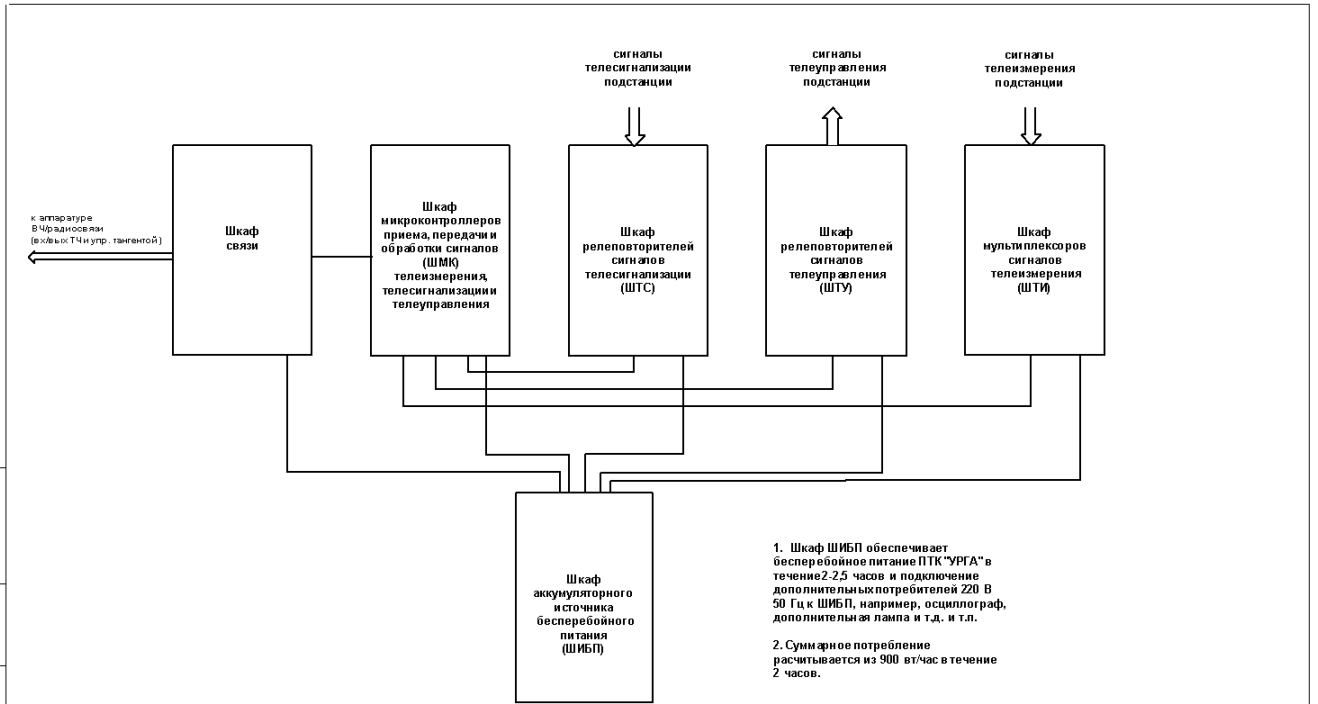 сигналы
телесигнализации
подстанции
сигналы
телеуправления
подстанции
сигналы
телеизмерения
подстанции
к аппаратуре
ВЧ/радиосвязи
(вх/вых ТЧ и упр. тангентой)
Шкаф
связи
Шкаф
микроконтроллеров
приема, передачи и
обработки сигналов
(ШМК)
телеизмерения,
телесигнализации и
телеуправления
Шкаф
релеповторителей
сигналов
телесигнализации
(ШТС)
Шкаф
релеповторителей
сигналов
телеуправления
(ШТУ)
Шкаф
мультиплексоров
сигналов
телеизмерения
(ШТИ)
Шкаф
аккумуляторного
источника
бесперебойного
питания
(ШИБП)
1. Шкаф ШИБП обеспечивает
бесперебойное питание ПТК "УРГА" в
течение 2-2,5 часов и подключение
дополнительных потребителей 220 В
50 Гц к ШИБП, например, осциллограф,
дополнительная лампа и т.д. и т.п.
2. Суммарное потребление
расчитывается из 900 вт/час в течение
2 часов.